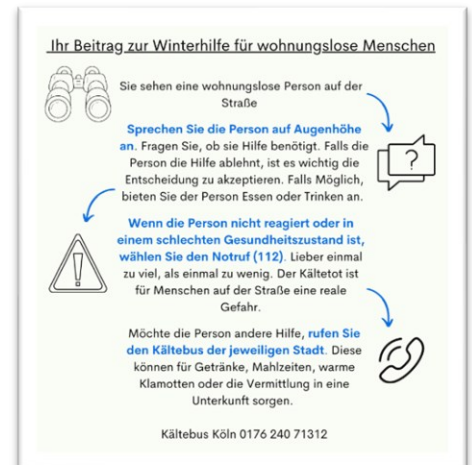 Ihr Beitrag zur Winterhilfe für wohnungslose Menschen
Sie sehen eine wohnungslose Person auf der
Straße
Sprechen Sie die Person auf Augenhöhe
an. Fragen Sie, ob sie Hilfe benötigt. Falls die
Person die Hilfe ablehnt, ist es wichtig die
Entscheidung zu akzeptieren. Falls Möglich,
bieten Sie der Person Essen oder Trinken an.
?
Wenn die Person nicht reagiert oder in
einem schlechten Gesundheitszustand ist,
wählen Sie den Notruf (112). Lieber einmal
zu viel, als einmal zu wenig. Der Kältetot ist
für Menschen auf der Straße eine reale
Gefahr.
Möchte die Person andere Hilfe, rufen Sie
den Kältebus der jeweiligen Stadt. Diese
können für Getränke, Mahlzeiten, warme
Klamotten oder die Vermittlung in eine
Unterkunft sorgen.
Kältebus Köln 0176 240 71312